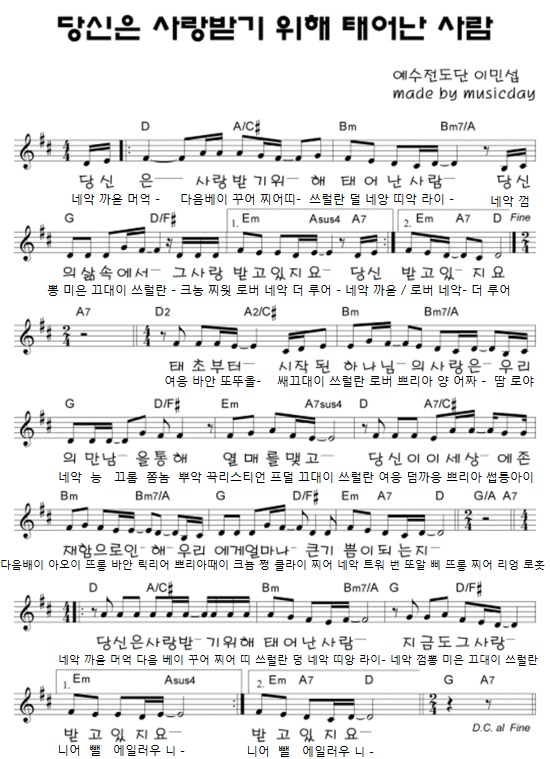 당신은 사랑받기 위해 태어난 사람
예수전도단 이민섭
made by musicday
D A/C# Bm Bm7/A
당신 은 사랑받기위 해 태어난사람 당신
네악 까욛 머억 - 다음베이 꾸어 찌어띠- 쓰럴란 덜 네앙 띠악 라이 - 네악 껌
G D/F# 1. Em Asus4 A7 2. Em A7 D Fine
의삶속에서 그사랑 받고있지요 당신 받고있 지요
뽕 미은 끄대이 쓰럴란 - 크농 찌웟 로버 네악 더 루어 - 네악 까욛 / 로버 네악- 더 루어
A7 D2 A2/C# Bm Bm7/A
태초부터 시작된 하나님 의사랑은 우리
여응 바안 또뚜올- 쌔끄대이 쓰럴란 로버 쁘리아 양 어짜 - 땀 로야
G D/F# Em A7sus4 D A7/C#
의만남 을통해 열매를맺고 당신이이세상 에존
네악 능 끄롬 쫌놈 뿌악 끅리스티언 프덜 끄대이 쓰럴란 여응 덤까응 쁘리아 썹통아이
Bm Bm7/A G D/F# Em A7 D G/A A7
재함으로인 해우리 에게얼마나 큰기 쁨이되는지
다음배이 아오이 뜨롱 바안 릭리어 쁘리아때이 크놈 쩡 클라이 찌어 네악 트워 번 또알 삐 뜨롱 찌어 리엉 로홋
D A/C# Bm Bm7/A G D/F#
당신은사랑받 기위해 태어난사람 지금도그사랑
네악 까욛 머억 다음 베이 꾸어 찌어 띠 쓰럴란 덩 네악 띠앙 라이- 네악 껌뽕 미은 끄대이 쓰럴란
1. Em Asus4 A7 2. Em A7 D A7
D.C. al Fine
받고있지요 받고있지요
니어 뺄 에일러우 니 - 니어 뺄 에일러우 니 -